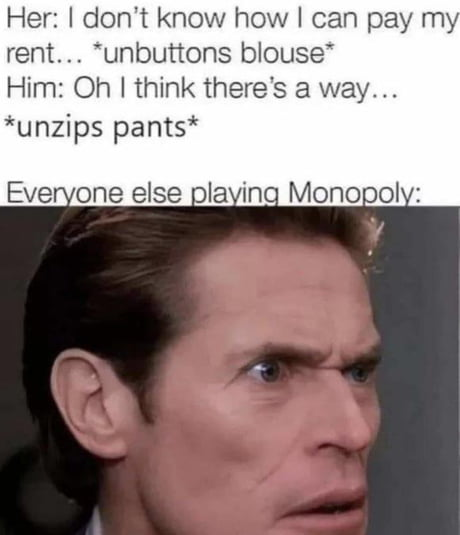 Her: I don't know how I can pay my
rent... *unbuttons blouse*
Him: Oh I think there's a way...
*unzips pants*
Everyone else playing Monopoly: